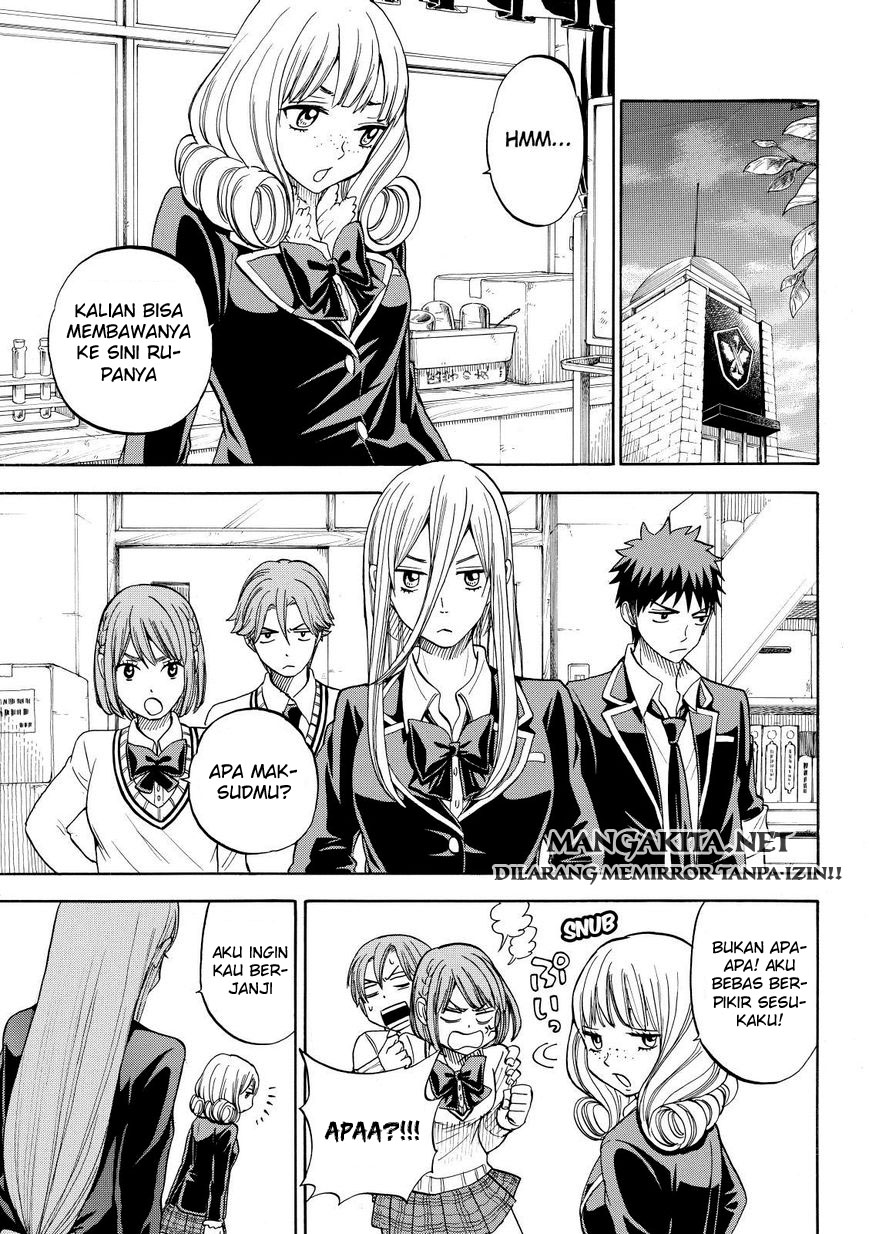 HMM...
KALIAN BISA
MEMBAWANYA
KE SINI RU-
PANYA
APA MAK-
SUDMU?
MANGAKITA.NET
DILARANG MEMIRROR TANPA IZIN!!
BUKAN APA-
APA! AKU
BEBAS BER-
PIKIR SESU-
KAKU!
SNUB
ぷいっ
APAA?!!!
AKU INGIN
KAU BER-
JANJI